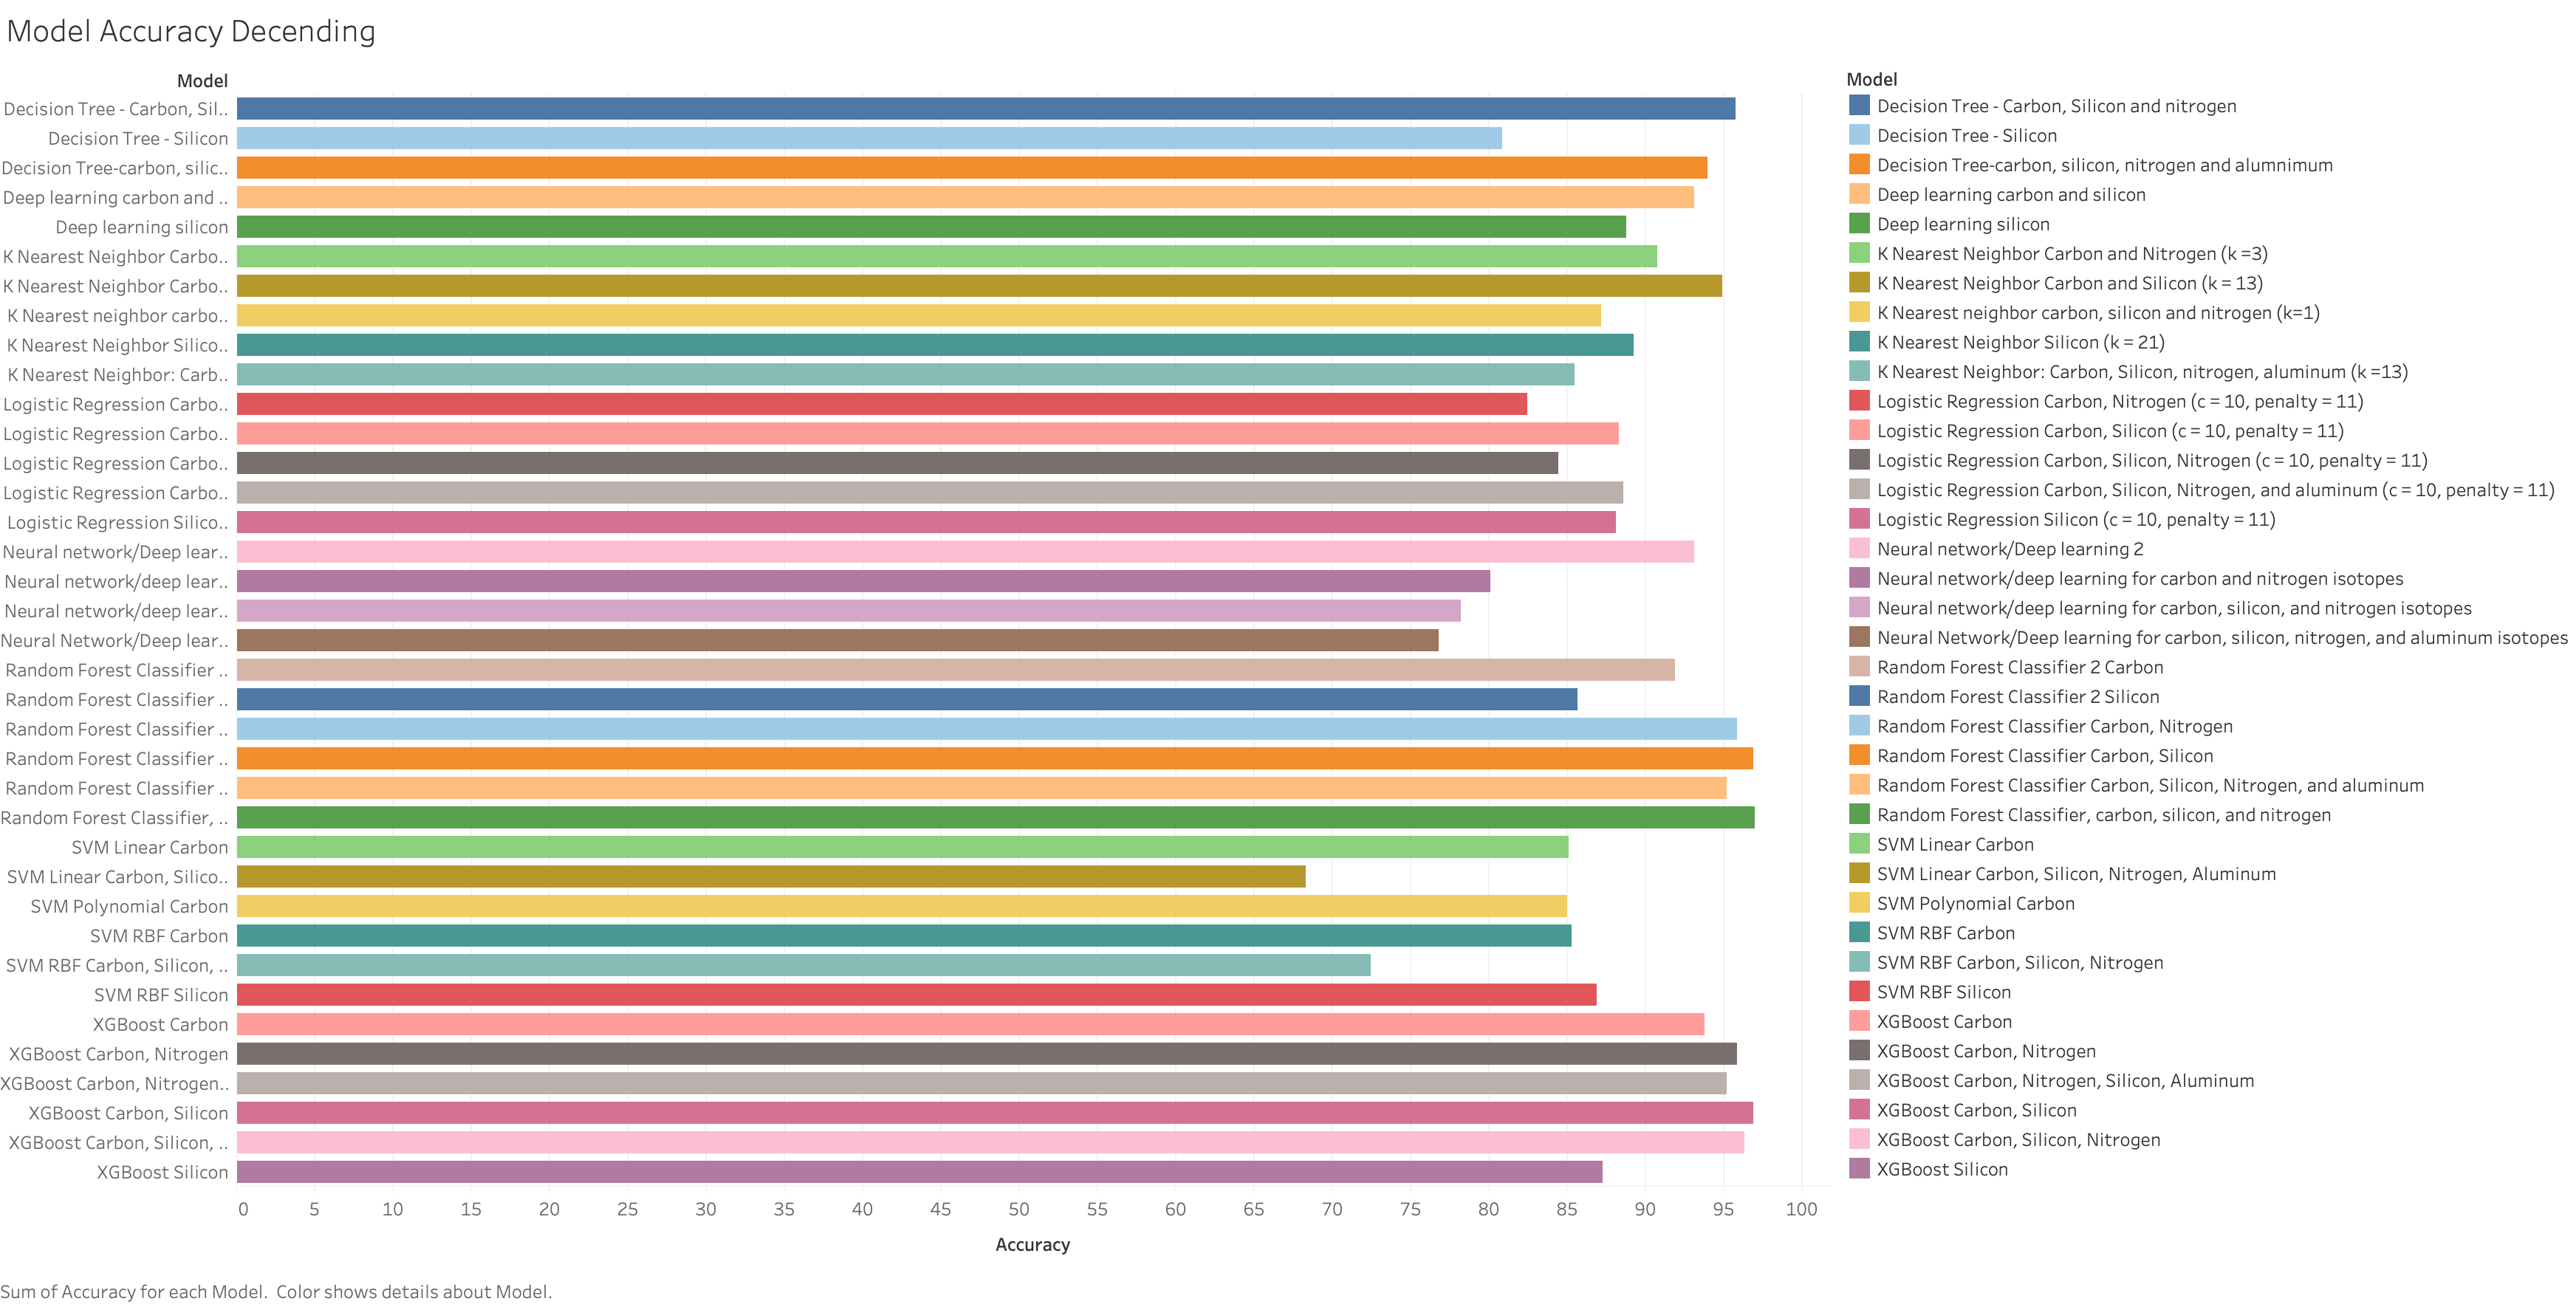 Model Accuracy Decending
Model
Decision Tree - Carbon, Sil..
Decision Tree - Silicon
Decision Tree-carbon, silic..
Deep learning carbon and ..
Deep learning silicon
K Nearest Neighbor Carbo..
K Nearest Neighbor Carbo..
K Nearest neighbor carbo..
K Nearest Neighbor Silico..
K Nearest Neighbor: Carb..
Logistic Regression Carbo..
Logistic Regression Carbo..
Logistic Regression Carbo..
Logistic Regression Carbo..
Logistic Regression Silico..
Neural network/Deep lear..
Neural network/deep lear..
Neural network/deep lear..
Neural Network/Deep lear..
Random Forest Classifier ..
Random Forest Classifier ..
Random Forest Classifier ..
Random Forest Classifier ..
Random Forest Classifier ..
Random Forest Classifier, ..
SVM Linear Carbon
SVM Linear Carbon, Silico..
SVM Polynomial Carbon
SVM RBF Carbon
SVM RBF Carbon, Silicon, ..
SVM RBF Silicon
XGBoost Carbon
XGBoost Carbon, Nitrogen
XGBoost Carbon, Nitrogen..
XGBoost Carbon, Silicon
XGBoost Carbon, Silicon, ..
XGBoost Silicon
0 5 10 15 20 25 30 35 40 45 50 55 60 65 70 75 80 85 90 95 100
Accuracy
Model
Decision Tree - Carbon, Silicon and nitrogen
Decision Tree - Silicon
Decision Tree-carbon, silicon, nitrogen and alumnimum
Deep learning carbon and silicon
Deep learning silicon
K Nearest Neighbor Carbon and Nitrogen (k =3)
K Nearest Neighbor Carbon and Silicon (k = 13)
K Nearest neighbor carbon, silicon and nitrogen (k=1)
K Nearest Neighbor Silicon (k = 21)
K Nearest Neighbor: Carbon, Silicon, nitrogen, aluminum (k =13)
Logistic Regression Carbon, Nitrogen (c = 10, penalty = 11)
Logistic Regression Carbon, Silicon (c = 10, penalty = 11)
Logistic Regression Carbon, Silicon, Nitrogen (c = 10, penalty = 11)
Logistic Regression Carbon, Silicon, Nitrogen, and aluminum (c = 10, penalty = 11)
Logistic Regression Silicon (c = 10, penalty = 11)
Neural network/Deep learning 2
Neural network/deep learning for carbon and nitrogen isotopes
Neural network/deep learning for carbon, silicon, and nitrogen isotopes
Neural Network/Deep learning for carbon, silicon, nitrogen, and aluminum isotopes
Random Forest Classifier 2 Carbon
Random Forest Classifier 2 Silicon
Random Forest Classifier Carbon, Nitrogen
Random Forest Classifier Carbon, Silicon
Random Forest Classifier Carbon, Silicon, Nitrogen, and aluminum
Random Forest Classifier, carbon, silicon, and nitrogen
SVM Linear Carbon
SVM Linear Carbon, Silicon, Nitrogen, Aluminum
SVM Polynomial Carbon
SVM RBF Carbon
SVM RBF Carbon, Silicon, Nitrogen
SVM RBF Silicon
XGBoost Carbon
XGBoost Carbon, Nitrogen
XGBoost Carbon, Nitrogen, Silicon, Aluminum
XGBoost Carbon, Silicon
XGBoost Carbon, Silicon, Nitrogen
XGBoost Silicon
Sum of Accuracy for each Model. Color shows details about Model.